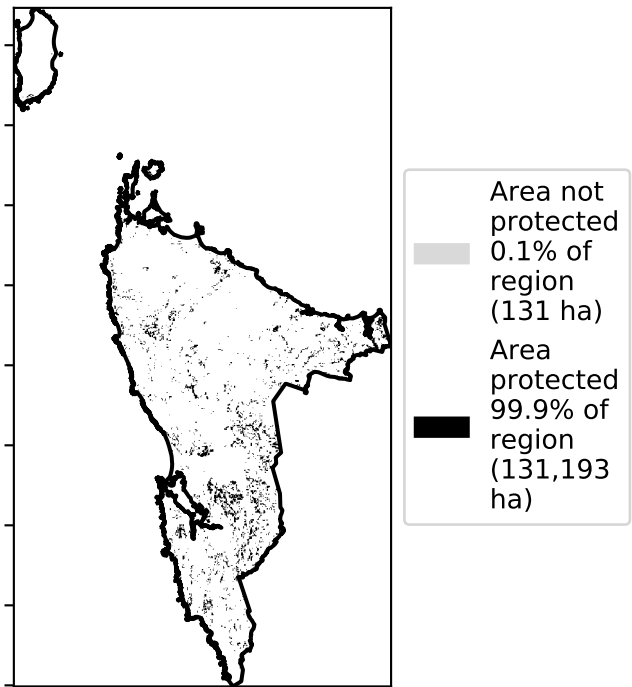 Area not
protected
0.1% of
region
(131 ha)
Area
protected
99.9% of
region
(131,193
ha)